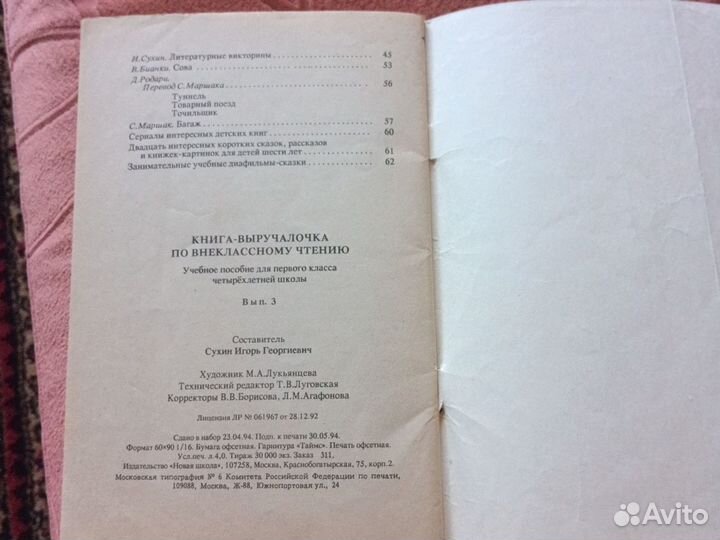 И.Сухин. Литературные викторины 45
В.Бианки. Сова 53
Д.Родари.
Перевод С.Маршака 56
Туннель
Товарный поезд
Точильщик
С.Маршак. Багаж 57
Сериалы интересных детских книг 60
Двадцать интересных коротких сказок, рассказов
и книжек-картинок для детей шести лет 61
Занимательные учебные диафильмы-сказки 62
КНИГА-ВЫРУЧАЛОЧКА
ПО ВНЕКЛАССНОМУ ЧТЕНИЮ
Учебное пособие для первого класса
четырёхлетней школы
Вып. 3
Составитель
Сухин Игорь Георгиевич
Художник М.А.Лукьянцева
Технический редактор Т.В.Луговская
Корректоры В.В.Борисова, Л.М.Агафонова
Лицензия ЛР № 061967 от 28.12.92
Сдано в набор 23.04.94. Подп. к печати 30.05.94.
Формат 60×90 1/16. Бумага офсетная. Гарнитура «Таймс». Печать офсетная.
Усл.печ л. 4,0. Тираж 30 000 экз. Заказ 311.
Издательство «Новая школа», 107258, Москва, Краснобогатырская, 75, корп.2.
Московская типография № 6 Комитета Российской Федерации по печати,
109088, Москва, Ж-88, Южнопортовая ул., 24
Avito